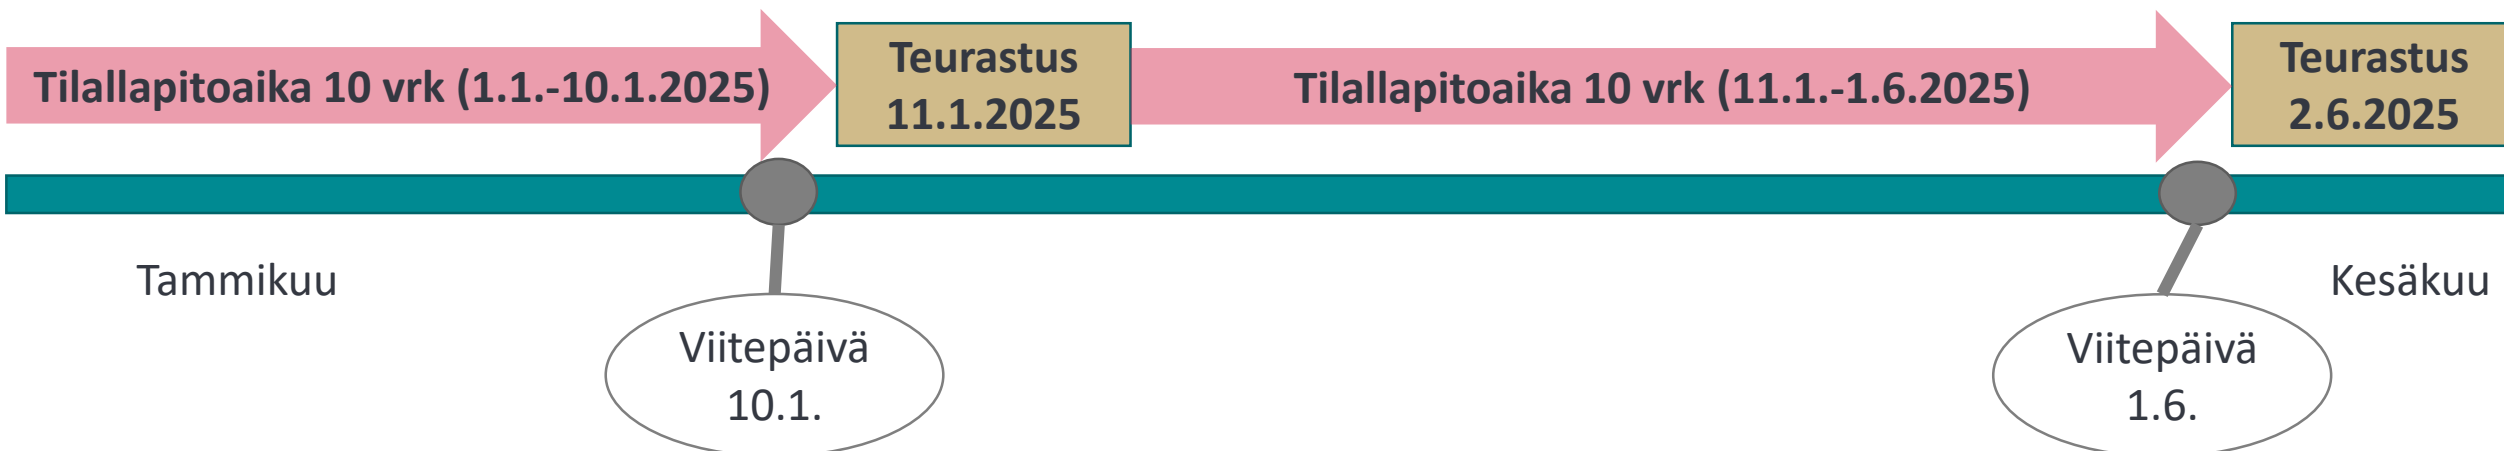 Tilallapitoaika 10 vrk (1.1.-10.1.2025)
Teurastus
11.1.2025
Tilallapitoaika 10 vrk (11.1.-1.6.2025)
Teurastus
2.6.2025
Tammikuu
Kesäkuu
Viitepäivä
10.1.
Viitepäivä
1.6.